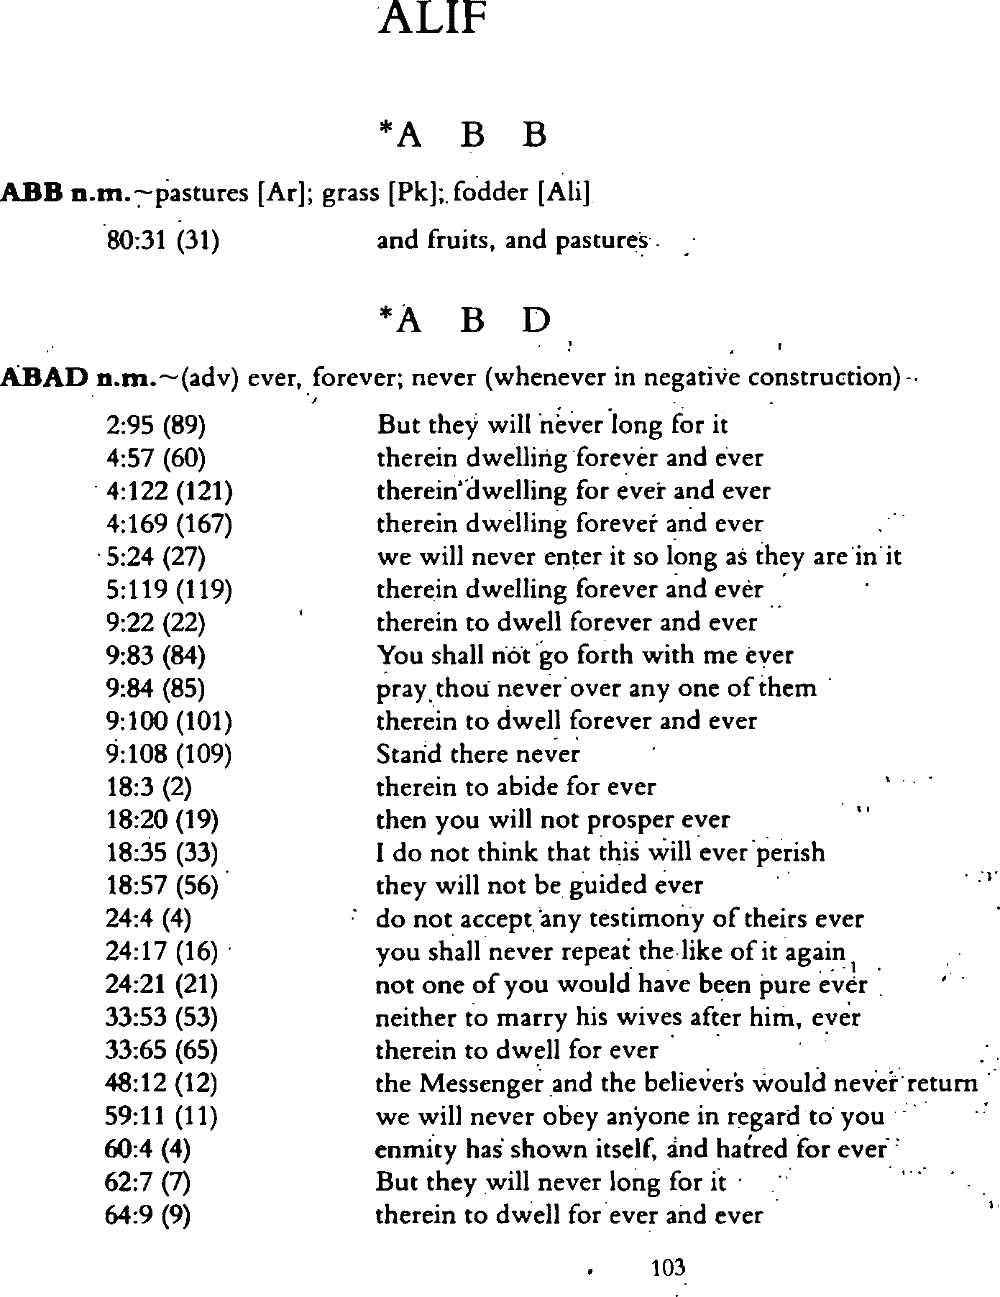 ALIF
*A B B
ABB n.m.~pastures [Ar]; grass [Pk]; fodder [Ali]
80:31 (31) and fruits, and pastures
*A B D
ABAD n.m.~(adv) ever, forever; never (whenever in negative construction)
2:95 (89) But they will never long for it
4:57 (60) therein dwelling forever and ever
4:122 (121) therein dwelling for ever and ever
4:169 (167) therein dwelling forever and ever
5:24 (27) we will never enter it so long as they are in it
5:119 (119) therein dwelling forever and ever
9:22 (22) therein to dwell forever and ever
9:83 (84) You shall not go forth with me ever
9:84 (85) pray thou never over any one of them
9:100 (101) therein to dwell forever and ever
9:108 (109) Stand there never
18:3 (2) therein to abide for ever
18:20 (19) then you will not prosper ever
18:35 (33) I do not think that this will ever perish
18:57 (56) they will not be guided ever
24:4 (4) do not accept any testimony of theirs ever
24:17 (16) you shall never repeat the like of it again
24:21 (21) not one of you would have been pure ever
33:53 (53) neither to marry his wives after him, ever
33:65 (65) therein to dwell for ever
48:12 (12) the Messenger and the believers would never return
59:11 (11) we will never obey anyone in regard to you
60:4 (4) enmity has shown itself, and hatred for ever
62:7 (7) But they will never long for it
64:9 (9) therein to dwell for ever and ever
103